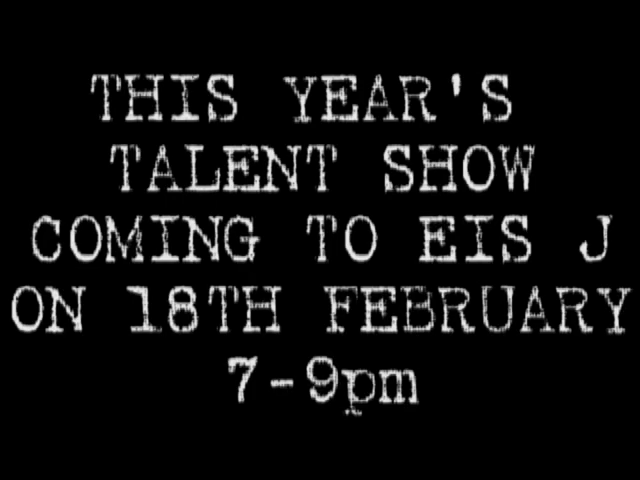 THIS YEAR'S
TALENT SHOW
COMING TO EIS J
ON 18TH FEBRUARY
7-9pm